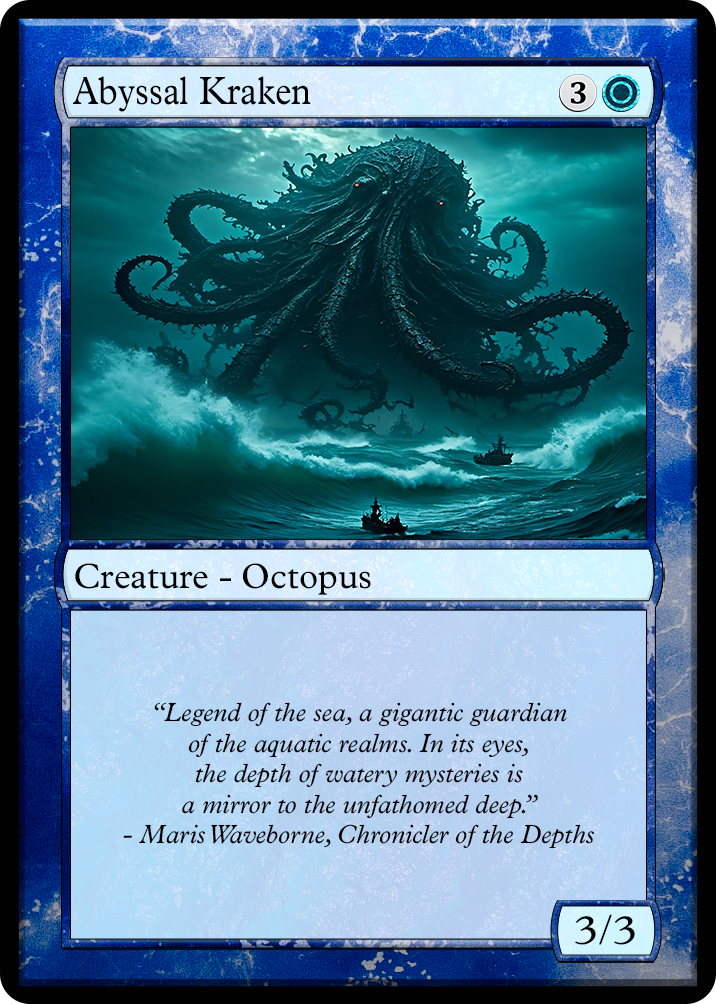 Abyssal Kraken 3
Creature - Octopus
“Legend of the sea, a gigantic guardian
of the aquatic realms. In its eyes,
the depth of watery mysteries is
a mirror to the unfathomed deep.”
- Maris Waveborne, Chronicler of the Depths
3/3